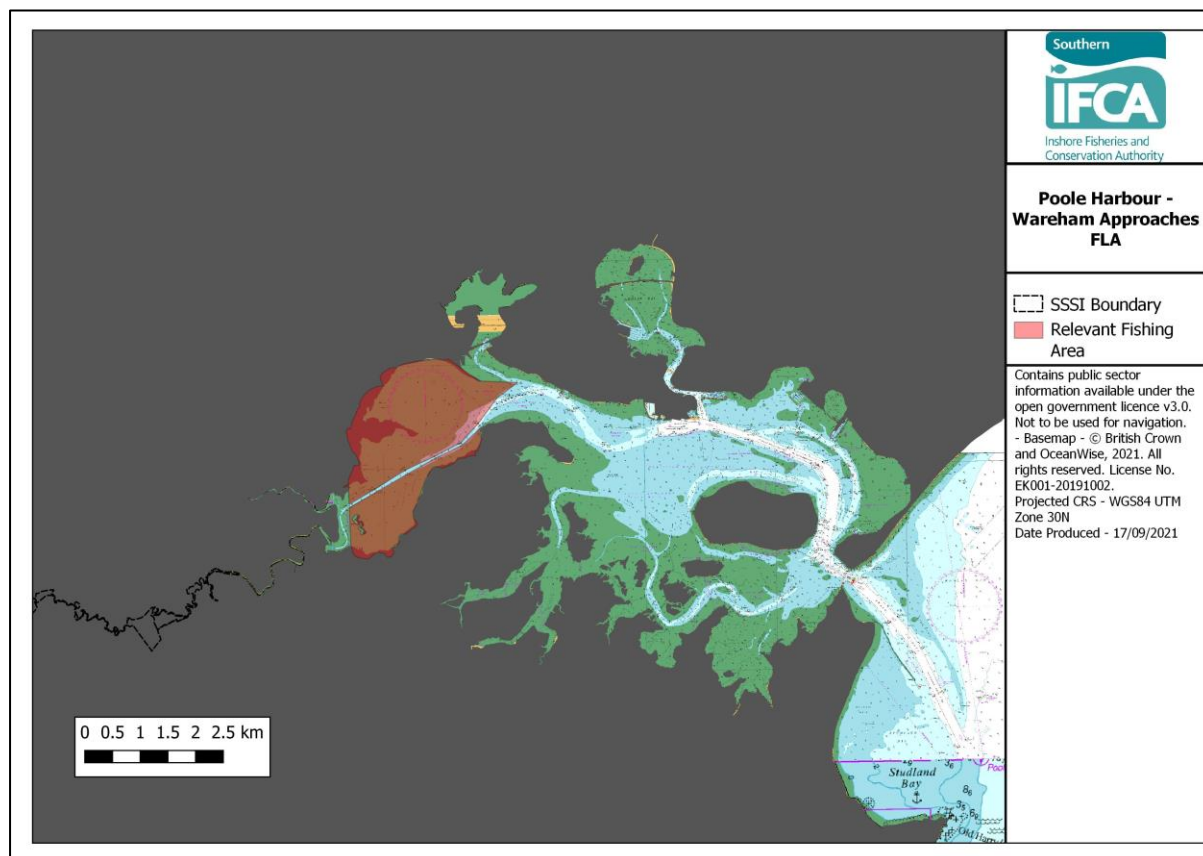 Southern
IFCA
Inshore Fisheries and
Conservation Authority
Poole Harbour -
Wareham Approaches
FLA
SSSI Boundary
Relevant Fishing
Area
Contains public sector
information available under the
open government licence v3.0.
Not to be used for navigation.
- Basemap - © British Crown
and OceanWise, 2021. All
rights reserved. License No.
EK001-20191002.
Projected CRS - WGS84 UTM
Zone 30N
Date Produced - 17/09/2021
0 0.5 1 1.5 2 2.5 km
Studland
Bay